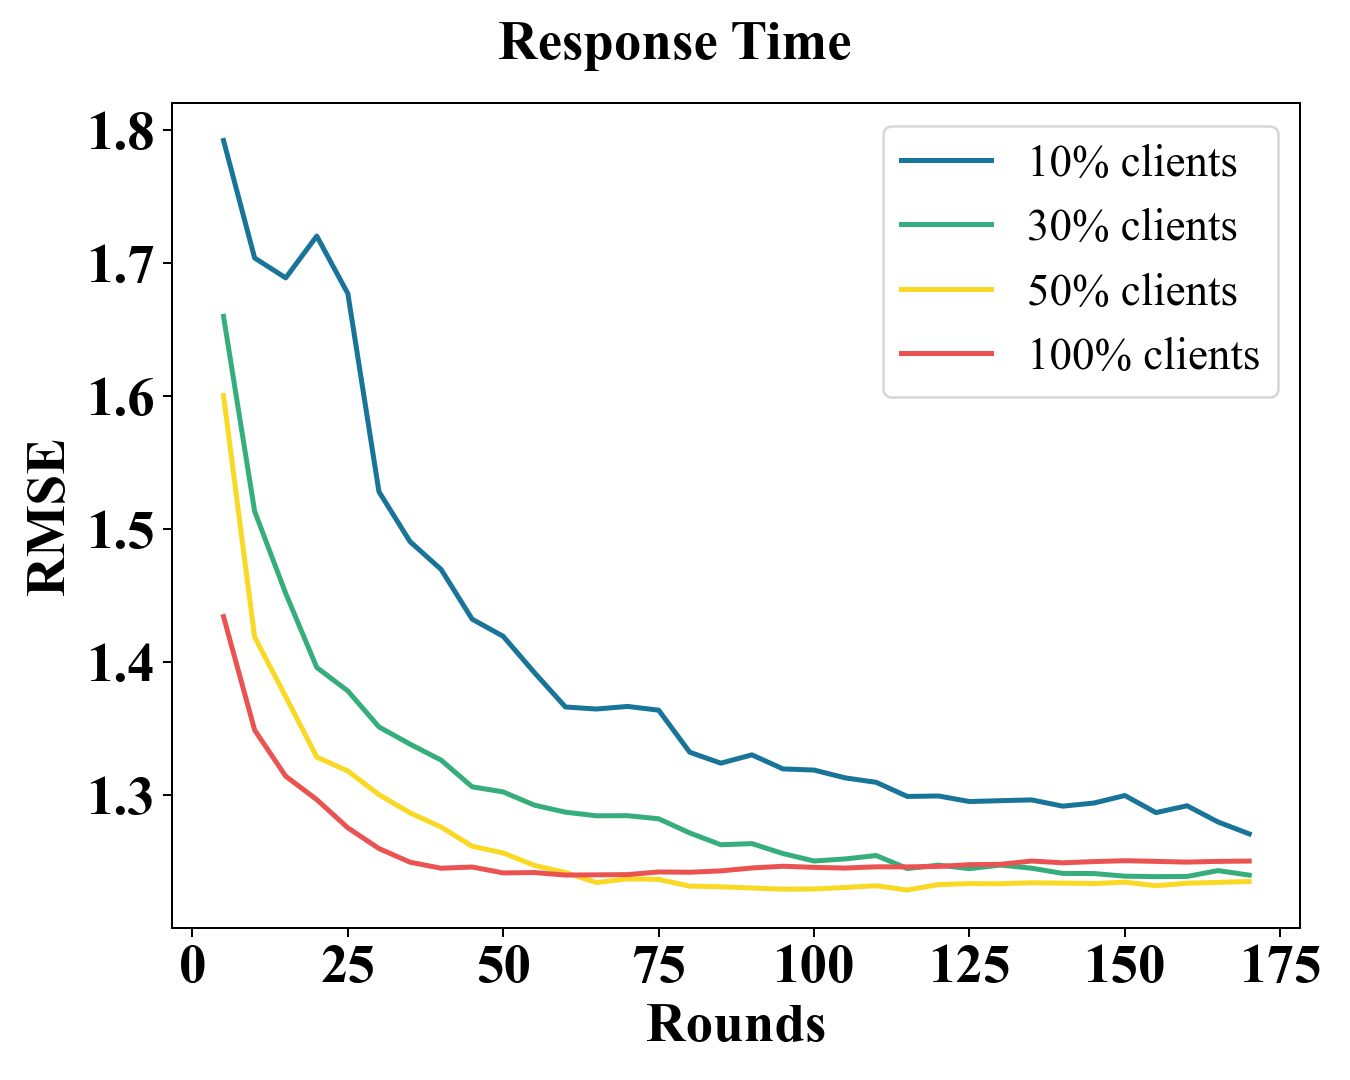 Response Time
1.8
1.7
1.6
1.5
1.4
1.3
RMSE
10% clients
30% clients
50% clients
100% clients
0 25 50 75 100 125 150 175
Rounds